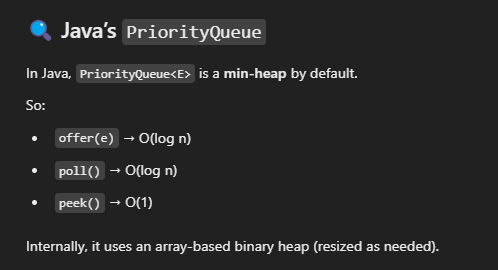 🔍 Java’s PriorityQueue
In Java, PriorityQueue<E> is a min-heap by default.
So:
• offer(e) → O(log n)
• poll() → O(log n)
• peek() → O(1)
Internally, it uses an array-based binary heap (resized as needed).